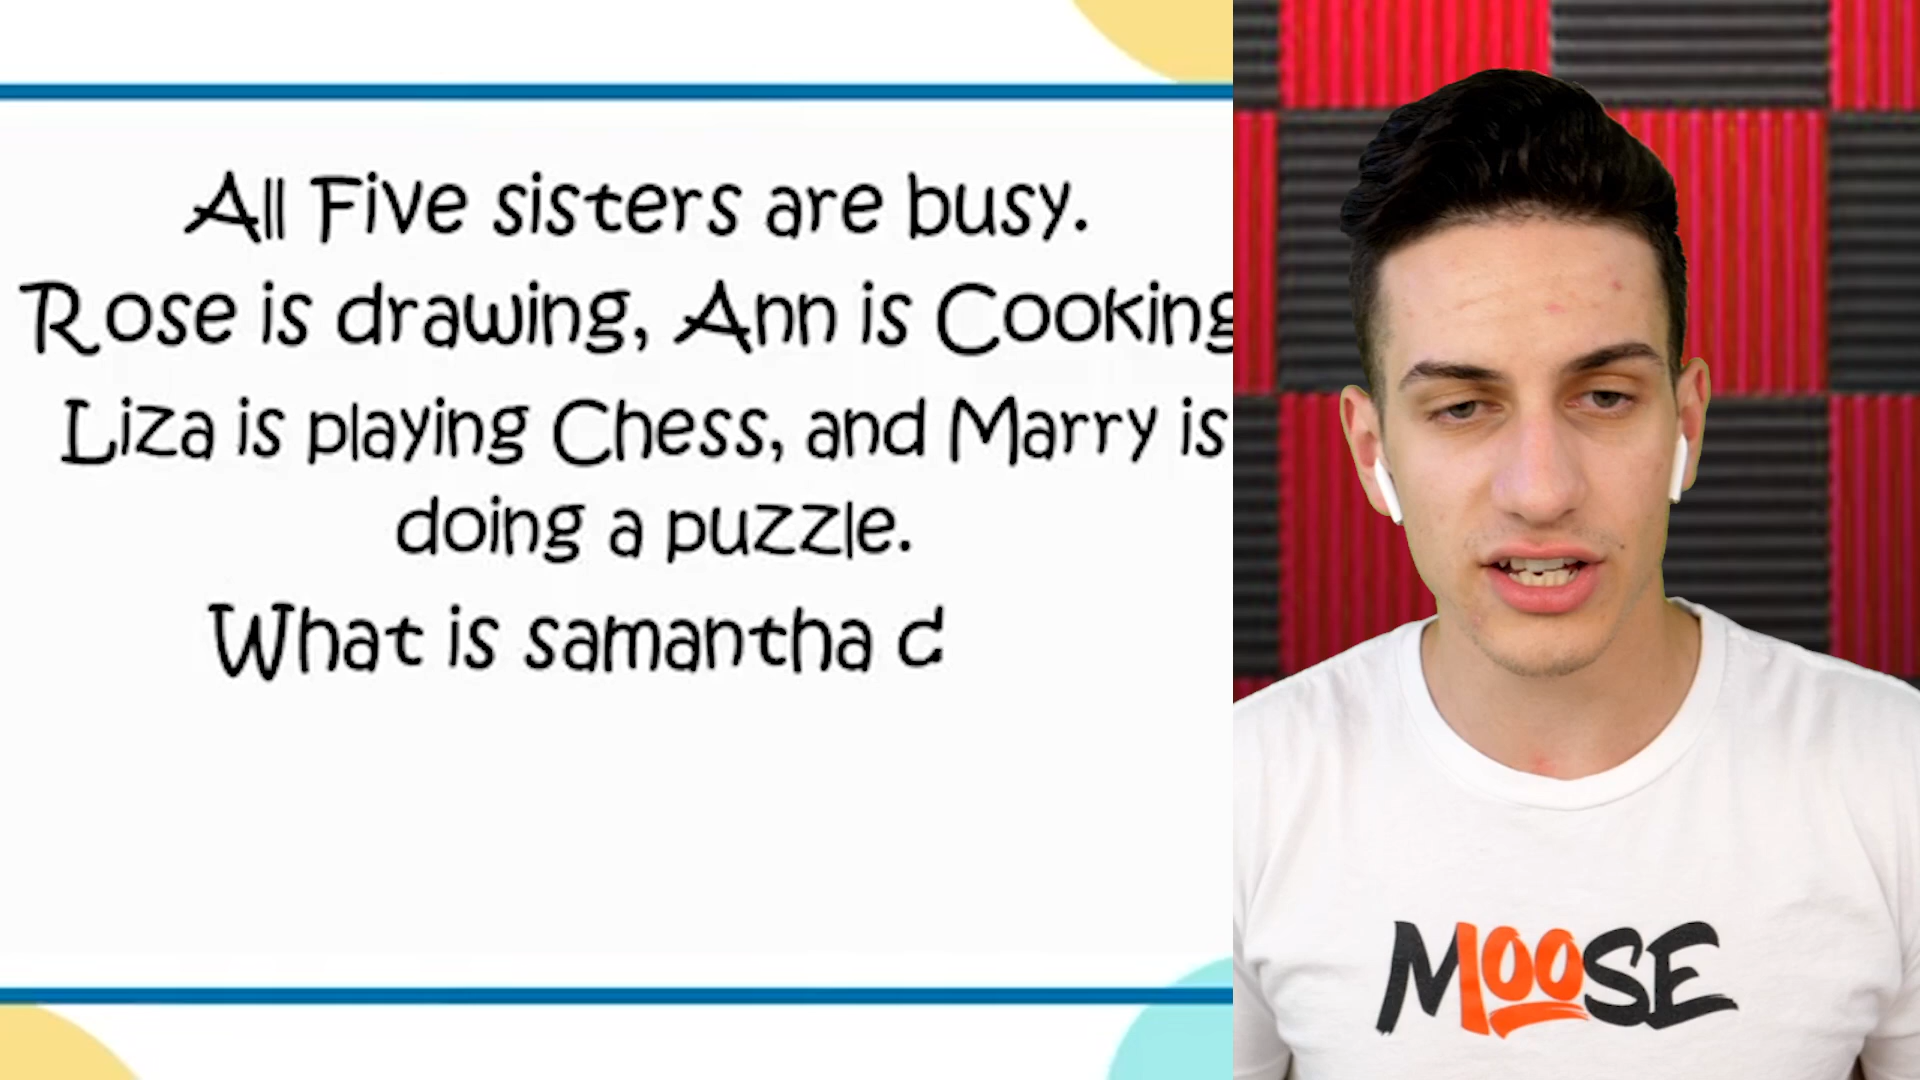 All Five sisters are busy.
Rose is drawing, Ann is Cooking
Liza is playing Chess, and Marry is
doing a puzzle.
What is samantha d
MOOSE